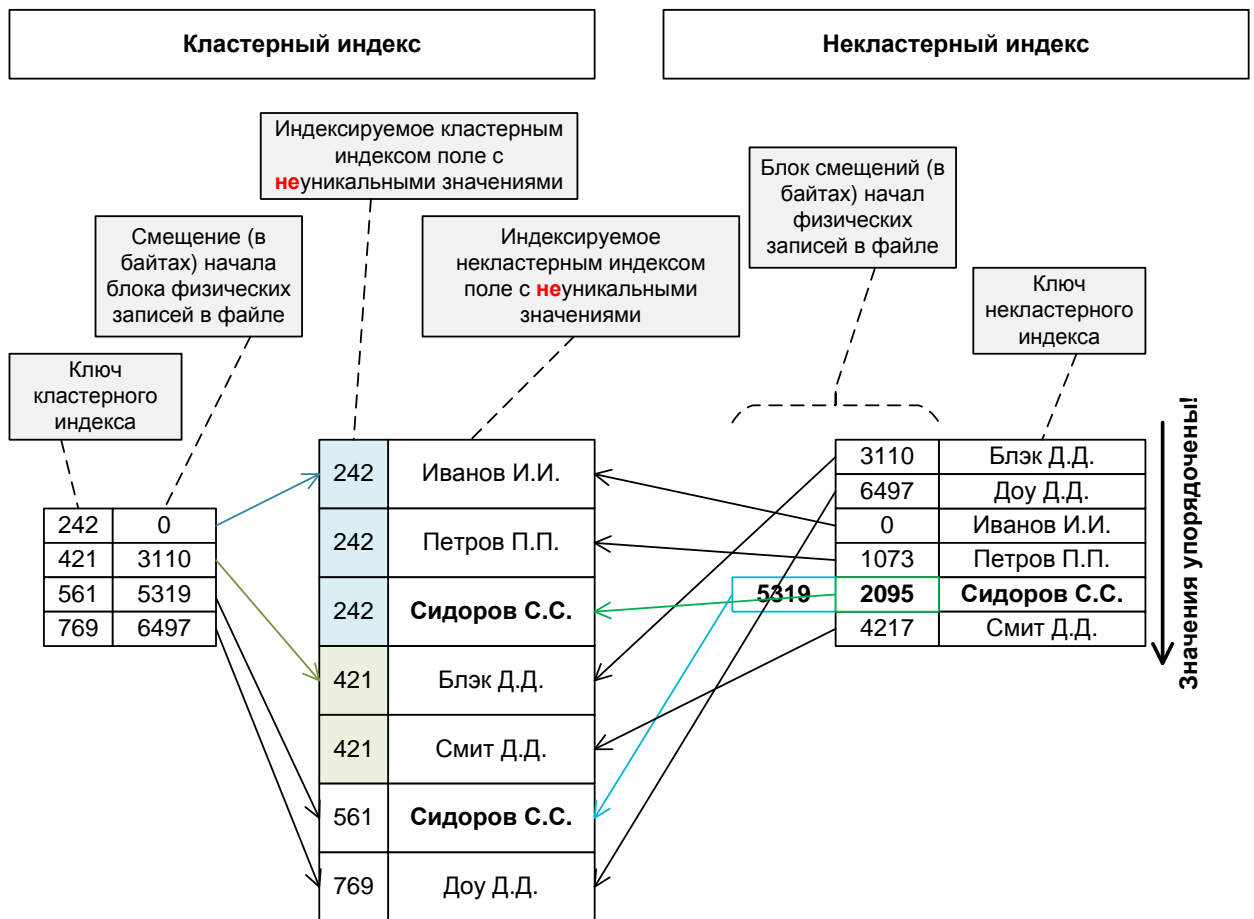 Кластерный индекс
Некластерный индекс
Индексируемое кластерным
индексом поле с
неуникальными значениями
Блок смещений (в
байтах) начал
физических
записей в файле
Смещение (в
байтах) начала
блока физических
записей в файле
Индексируемое
некластерным индексом
поле с неуникальными
значениями
Ключ
некластерного
индекса
Ключ
кластерного
индекса
242 0
421 3110
561 5319
769 6497
242 Иванов И.И.
242 Петров П.П.
242 Сидоров С.С.
421 Блэк Д.Д.
421 Смит Д.Д.
561 Сидоров С.С.
769 Доу Д.Д.
3110 Блэк Д.Д.
6497 Доу Д.Д.
0 Иванов И.И.
1073 Петров П.П.
5319 2095 Сидоров С.С.
4217 Смит Д.Д.
Значения упорядочены!